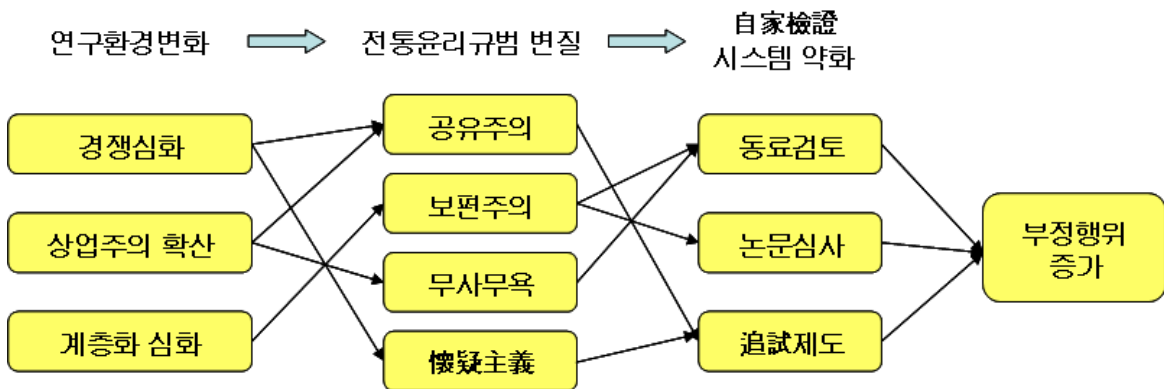 연구환경변화
전통윤리규범 변질
自家檢證
시스템 약화
경쟁심화
상업주의 확산
계층화 심화
공유주의
보편주의
무사무욕
懷疑主義
동료검토
논문심사
追試제도
부정행위
증가